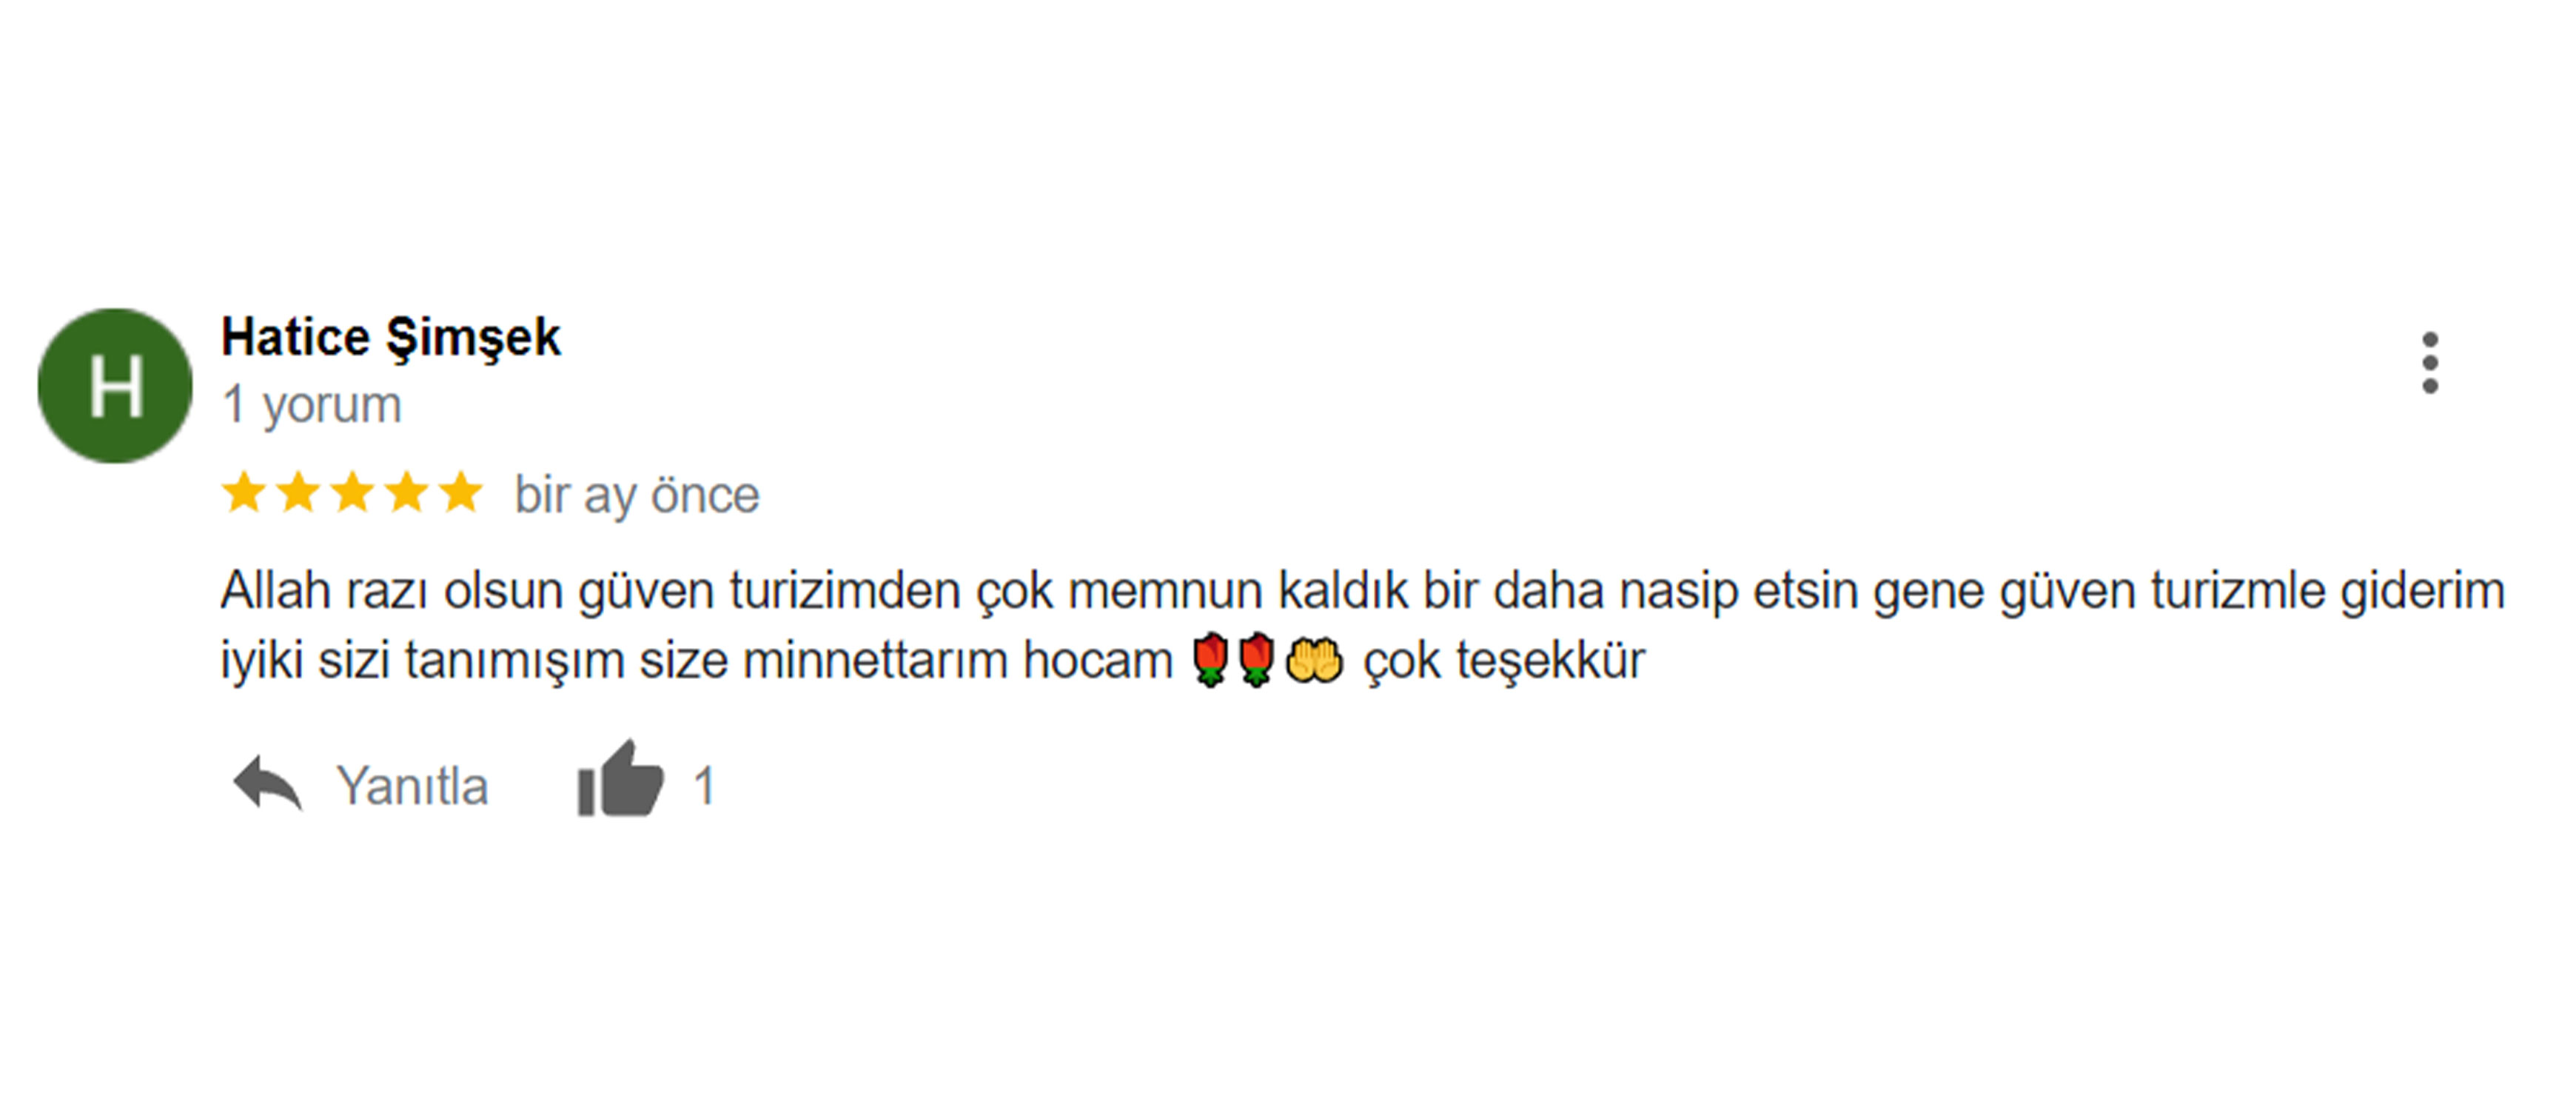 H
Hatice Şimşek
1 yorum
bir ay önce
Allah razı olsun güven turizimden çok memnun kaldık bir daha nasip etsin gene güven turizmle giderim
iyiki sizi tanımışım size minnettarım hocam 🌹🌹🤲 çok teşekkür
Yanıtla 1